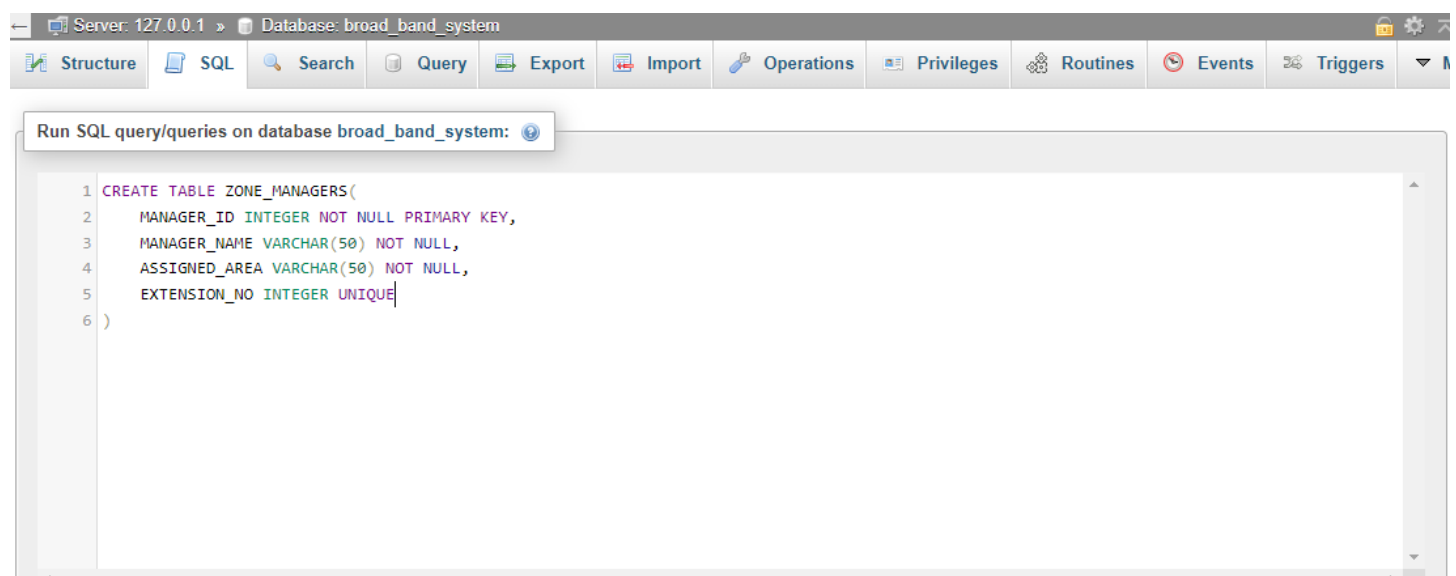 ← Server: 127.0.0.1 » Database: broad_band_system
Structure SQL Search Query Export Import Operations Privileges Routines Events Triggers
Run SQL query/queries on database broad_band_system:
1 CREATE TABLE ZONE_MANAGERS(
2 MANAGER_ID INTEGER NOT NULL PRIMARY KEY,
3 MANAGER_NAME VARCHAR(50) NOT NULL,
4 ASSIGNED_AREA VARCHAR(50) NOT NULL,
5 EXTENSION_NO INTEGER UNIQUE
6 )